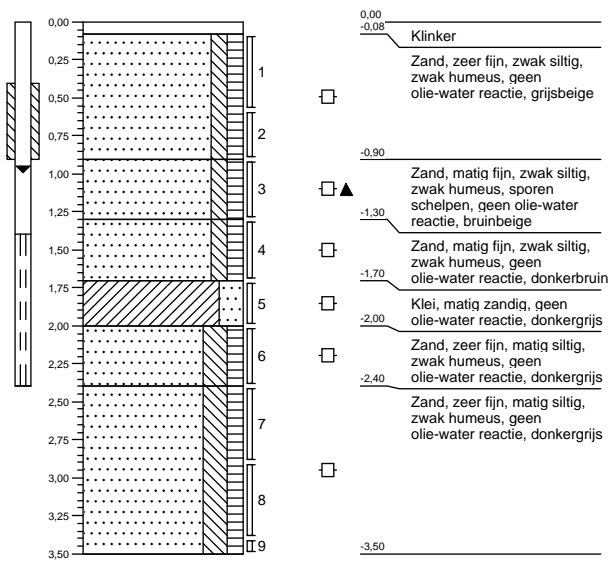 0,00
0,25
0,50
0,75
1,00
1,25
1,50
1,75
2,00
2,25
2,50
2,75
3,00
3,25
3,50
1
2
3
4
5
6
7
8
9
0,00
-0,08
Klinker
Zand, zeer fijn, zwak siltig,
zwak humeus, geen
olie-water reactie, grijsbeige
-0,90
Zand, matig fijn, zwak siltig,
zwak humeus, sporen
schelpen, geen olie-water
reactie, bruinbeige
-1,30
Zand, matig fijn, zwak siltig,
zwak humeus, geen
olie-water reactie, donkerbruin
-1,70
Klei, matig zandig, geen
olie-water reactie, donkergrijs
-2,00
Zand, zeer fijn, matig siltig,
zwak humeus, geen
olie-water reactie, donkergrijs
-2,40
Zand, zeer fijn, matig siltig,
zwak humeus, geen
olie-water reactie, donkergrijs
-3,50